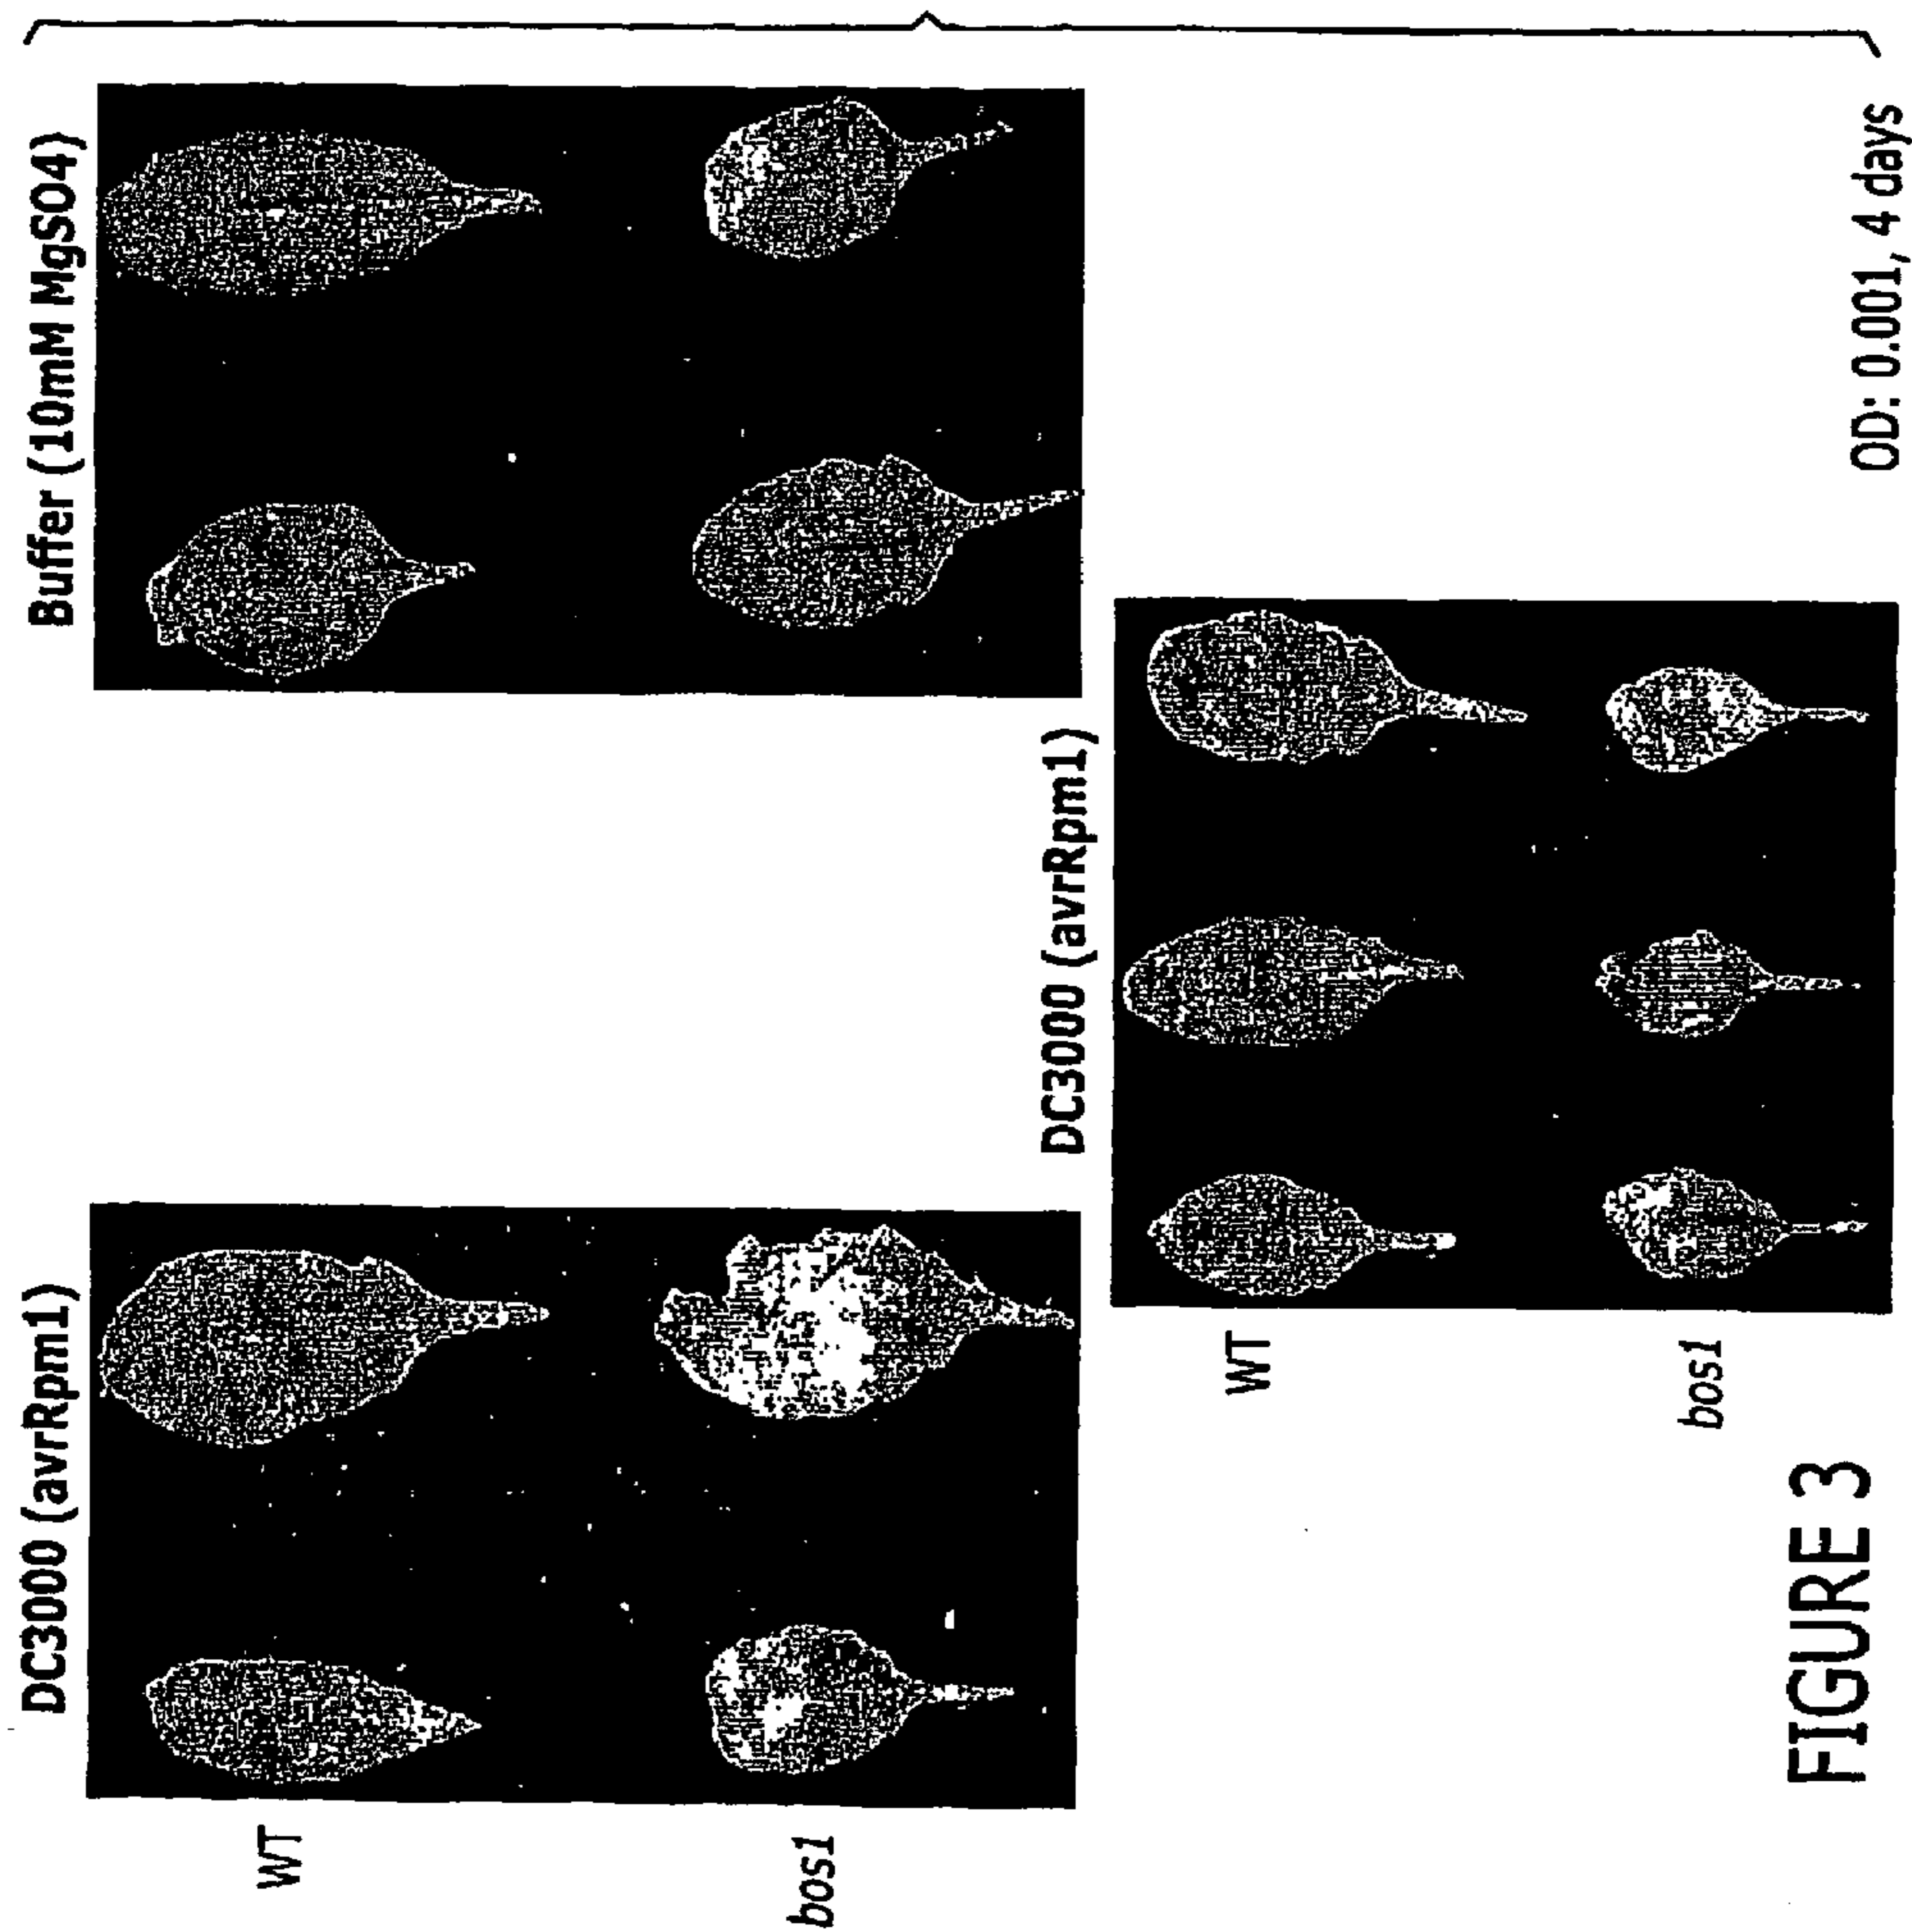 DC3000 (avrRpm1)
Buffer (10mM MgSO4)
WT
bos1
DC3000 (avrRpm1)
WT
bos1
OD: 0.001, 4 days
FIGURE 3